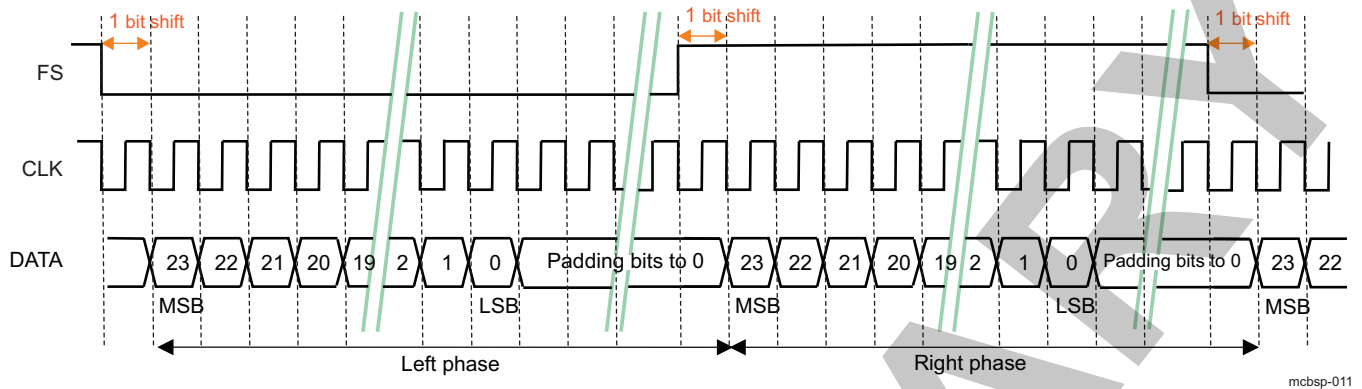 1 bit shift 1 bit shift 1 bit shift
FS
CLK
DATA 23 22 21 20 19 2 1 0 Padding bits to 0 23 22 21 20 19 2 1 0 Padding bits to 0 23 22
MSB LSB MSB LSB MSB
Left phase Right phase
mcbsp-011